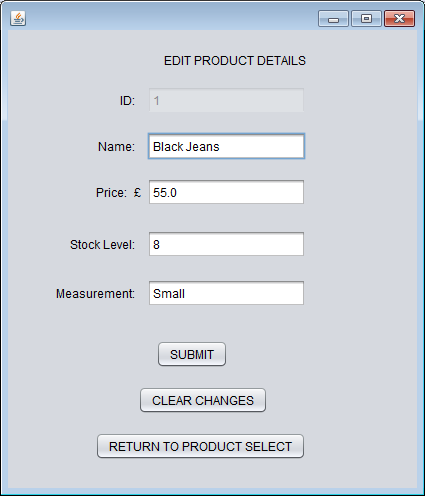 EDIT PRODUCT DETAILS
ID: 1
Name: Black Jeans
Price: £ 55.0
Stock Level: 8
Measurement: Small
SUBMIT
CLEAR CHANGES
RETURN TO PRODUCT SELECT